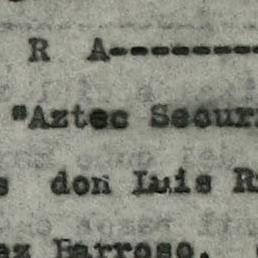 R A---------
"Aztec Secur
s don Luis R
ez Barroso.